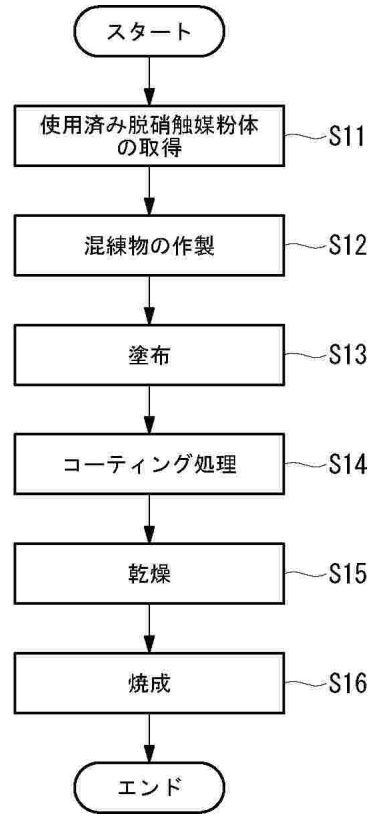 スタート
使用済み脱硝触媒粉体
の取得
S11
混練物の作製
S12
塗布
S13
コーティング処理
S14
乾燥
S15
焼成
S16
エンド